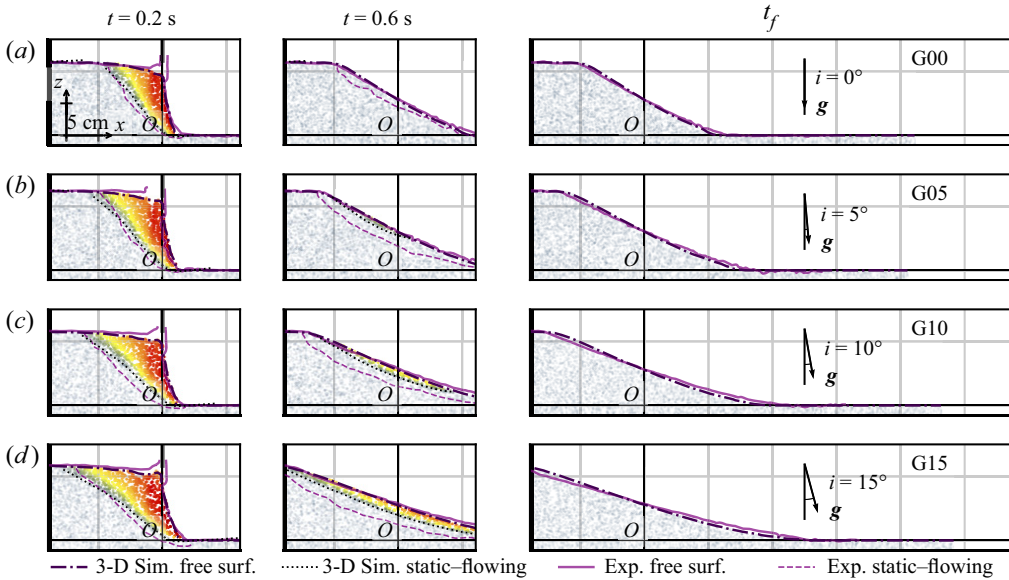 t = 0.2 s t = 0.6 s t_f
(a) z 5 cm x O O O G00 i = 0° g
(b) O O O G05 i = 5° g
(c) O O O G10 i = 10° g
(d) O O O G15 i = 15° g
3-D Sim. free surf. 3-D Sim. static–flowing Exp. free surf. Exp. static–flowing